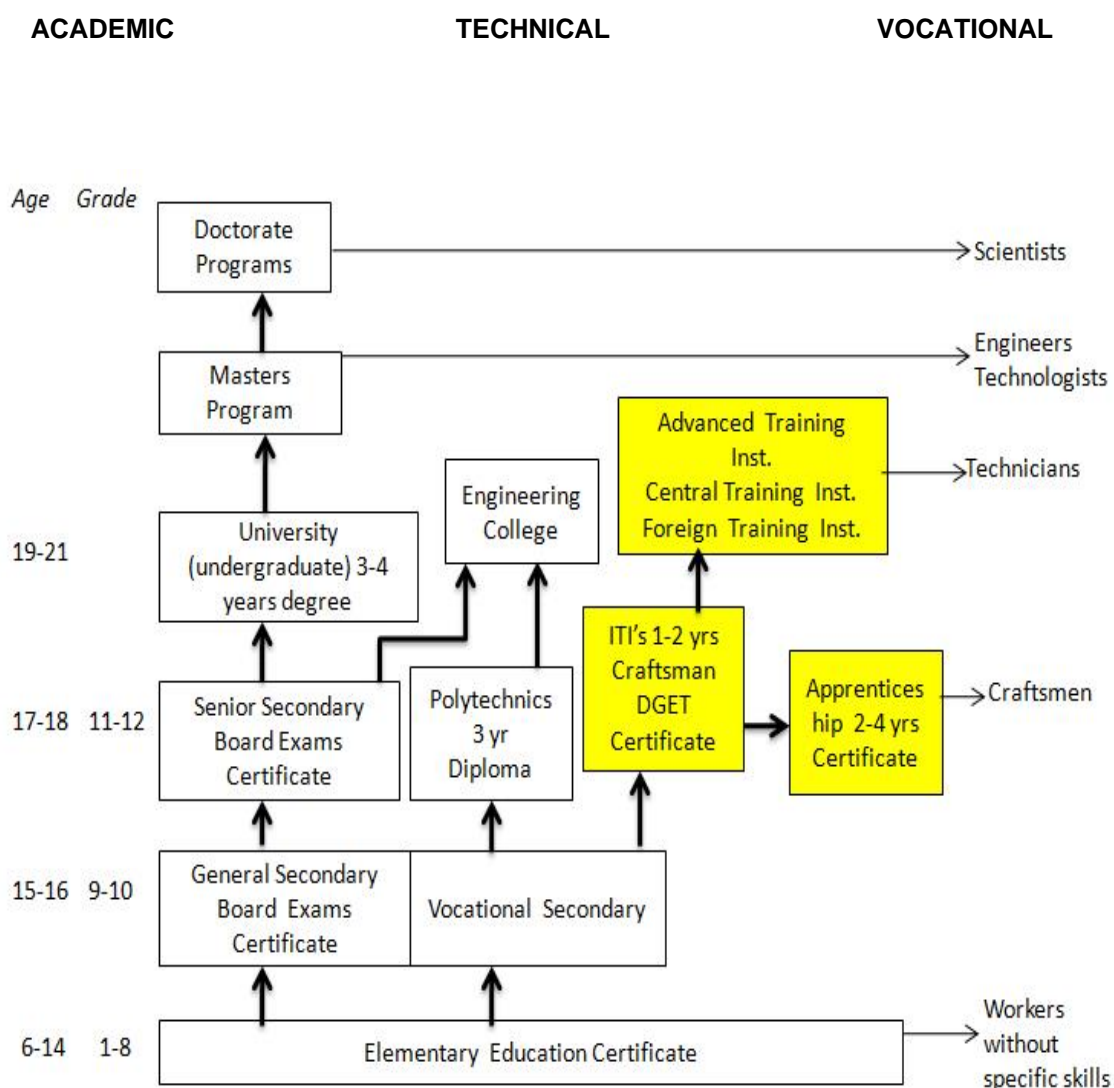 ACADEMIC TECHNICAL VOCATIONAL
Age Grade
Doctorate
Programs
Scientists
Masters
Program
Engineers
Technologists
Advanced Training
Inst.
Central Training Inst.
Foreign Training Inst.
Technicians
Engineering
College
19-21
University
(undergraduate) 3-4
years degree
17-18 11-12
Senior Secondary
Board Exams
Certificate
Polytechnics
3 yr
Diploma
ITI's 1-2 yrs
Craftsman
DGET
Certificate
Apprentices
hip 2-4 yrs
Certificate
Craftsmen
15-16 9-10
General Secondary
Board Exams
Certificate
Vocational Secondary
6-14 1-8
Elementary Education Certificate
Workers
without
specific skills